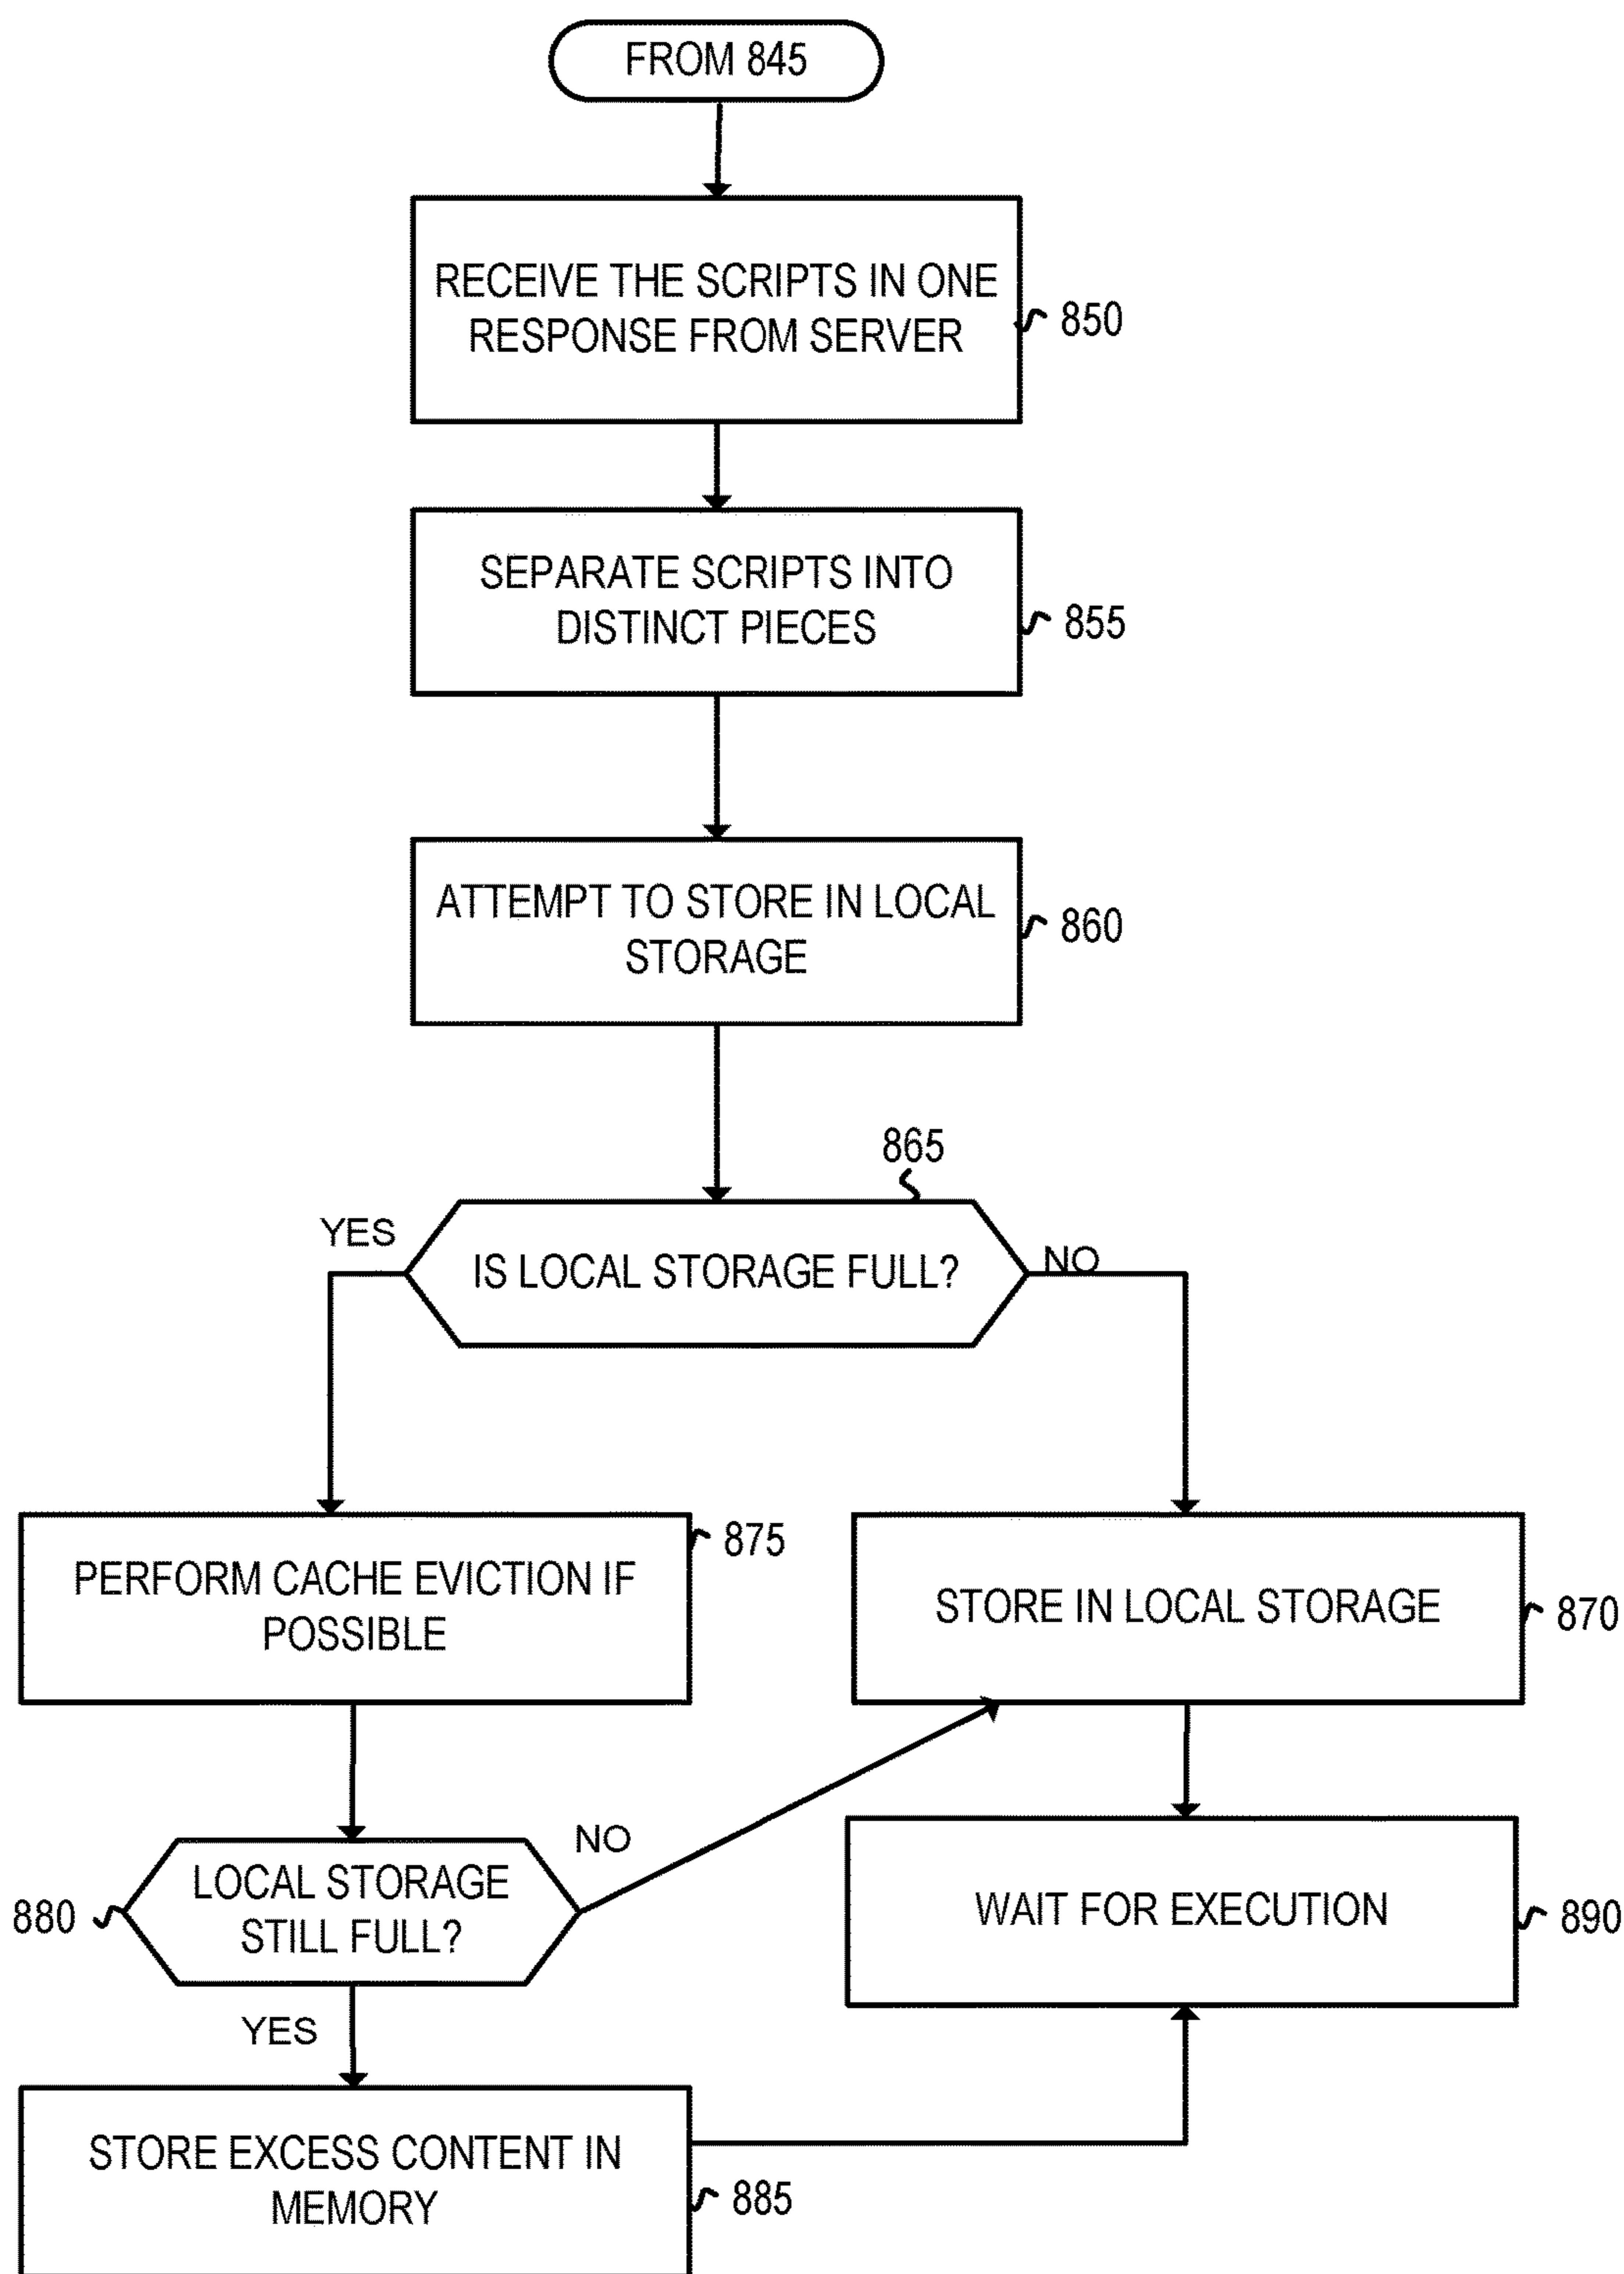 FROM 845
RECEIVE THE SCRIPTS IN ONE
RESPONSE FROM SERVER
850
SEPARATE SCRIPTS INTO
DISTINCT PIECES
855
ATTEMPT TO STORE IN LOCAL
STORAGE
860
865
YES
IS LOCAL STORAGE FULL?
NO
PERFORM CACHE EVICTION IF
POSSIBLE
875
STORE IN LOCAL STORAGE
870
LOCAL STORAGE
STILL FULL?
880
NO
YES
WAIT FOR EXECUTION
890
STORE EXCESS CONTENT IN
MEMORY
885